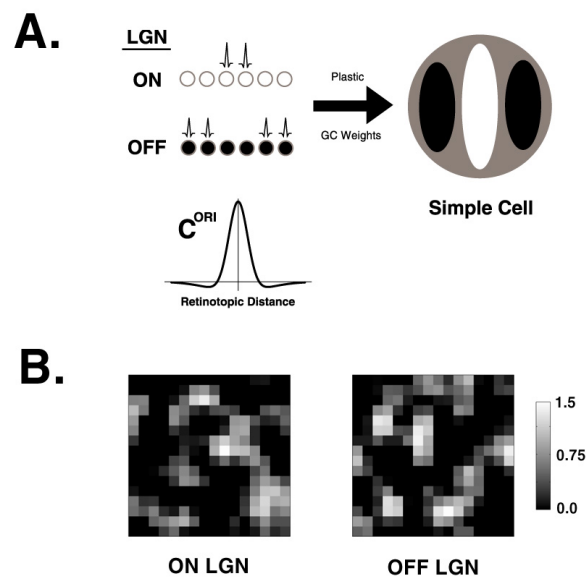 A.
LGN
ON
OFF
Plastic
GC Weights
Simple Cell
C ORI
Retinotopic Distance
B.
1.5
0.75
0.0
ON LGN
OFF LGN